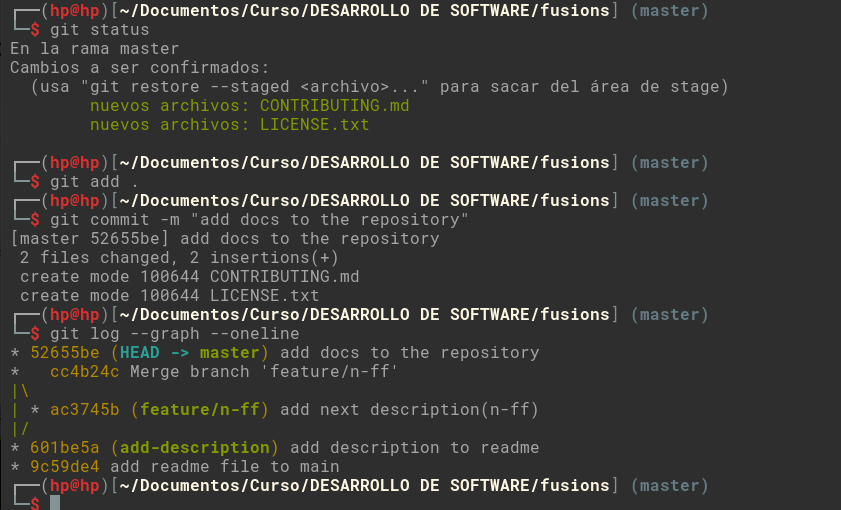 ┌──(hp@hp)[~/Documentos/Curso/DESARROLLO DE SOFTWARE/fusions] (master)
└─$ git status
En la rama master
Cambios a ser confirmados:
  (usa "git restore --staged <archivo>..." para sacar del área de stage)
        nuevos archivos: CONTRIBUTING.md
        nuevos archivos: LICENSE.txt

┌──(hp@hp)[~/Documentos/Curso/DESARROLLO DE SOFTWARE/fusions] (master)
└─$ git add .
┌──(hp@hp)[~/Documentos/Curso/DESARROLLO DE SOFTWARE/fusions] (master)
└─$ git commit -m "add docs to the repository"
[master 52655be] add docs to the repository
 2 files changed, 2 insertions(+)
 create mode 100644 CONTRIBUTING.md
 create mode 100644 LICENSE.txt
┌──(hp@hp)[~/Documentos/Curso/DESARROLLO DE SOFTWARE/fusions] (master)
└─$ git log --graph --oneline
* 52655be (HEAD -> master) add docs to the repository
*   cc4b24c Merge branch 'feature/n-ff'
|\
| * ac3745b (feature/n-ff) add next description(n-ff)
|/
* 601be5a (add-description) add description to readme
* 9c59de4 add readme file to main
┌──(hp@hp)[~/Documentos/Curso/DESARROLLO DE SOFTWARE/fusions] (master)
└─$